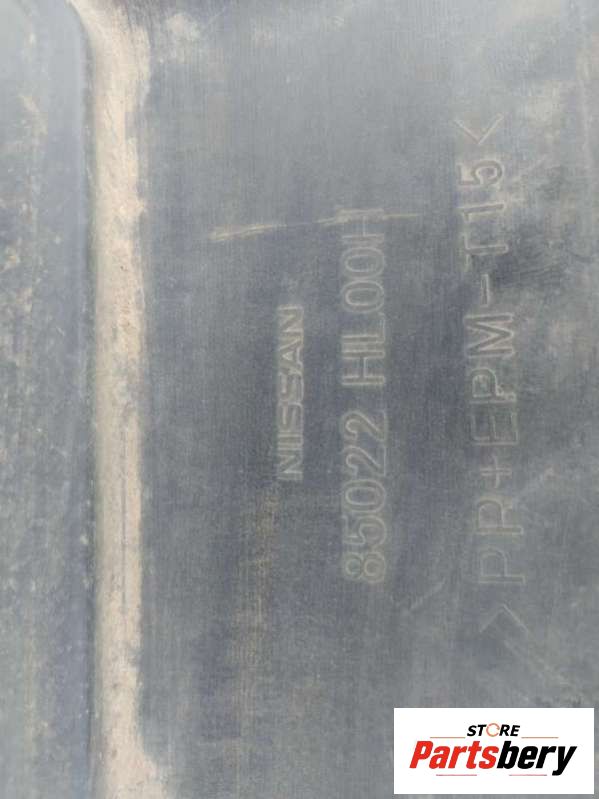 NISSAN
85022 HL00H
>PP+EPM-T15<
STORE
Partsbery